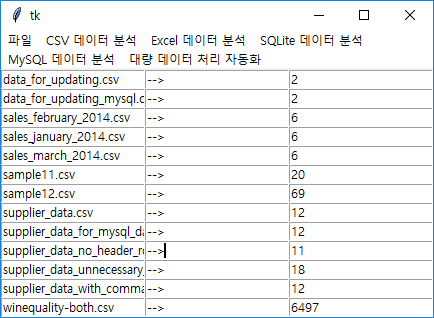 tk
파일 CSV 데이터 분석 Excel 데이터 분석 SQLite 데이터 분석
MySQL 데이터 분석 대량 데이터 처리 자동화
data_for_updating.csv --> 2
data_for_updating_mysql.c --> 2
sales_february_2014.csv --> 6
sales_january_2014.csv --> 6
sales_march_2014.csv --> 6
sample11.csv --> 20
sample12.csv --> 69
supplier_data.csv --> 12
supplier_data_for_mysql_da --> 12
supplier_data_no_header_ro --> 11
supplier_data_unnecessary_ --> 18
supplier_data_with_comma --> 12
winequality-both.csv --> 6497